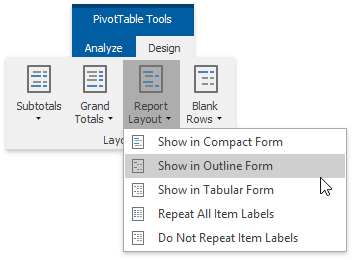 PivotTable Tools
Analyze Design
Subtotals Grand Totals Report Layout Blank Rows
Show in Compact Form
Show in Outline Form
Show in Tabular Form
Repeat All Item Labels
Do Not Repeat Item Labels